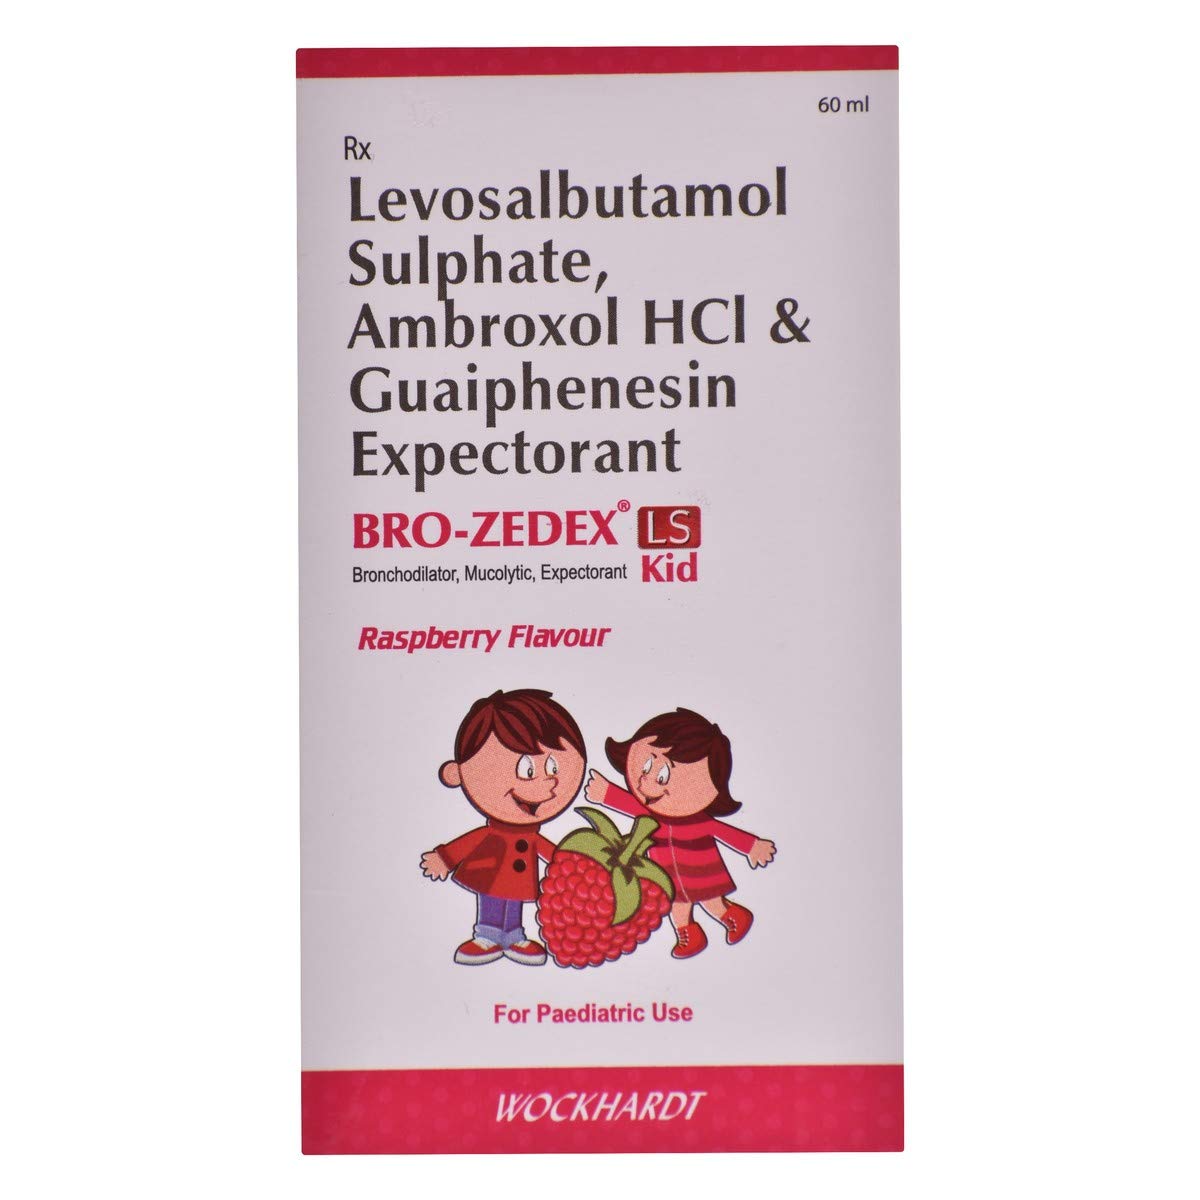 60 ml
Rx
Levosalbutamol
Sulphate,
Ambroxol HCl &
Guaiphenesin
Expectorant
BRO-ZEDEX® LS
Bronchodilator, Mucolytic, Expectorant Kid
Raspberry Flavour
For Paediatric Use
WOCKHARDT